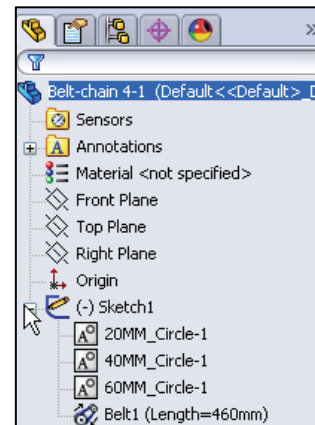 »
Belt-chain 4-1 (Default<<Default>_D
Sensors
A Annotations
Material <not specified>
Front Plane
Top Plane
Right Plane
Origin
(-) Sketch1
A 20MM_Circle-1
A 40MM_Circle-1
A 60MM_Circle-1
Belt1 (Length=460mm)